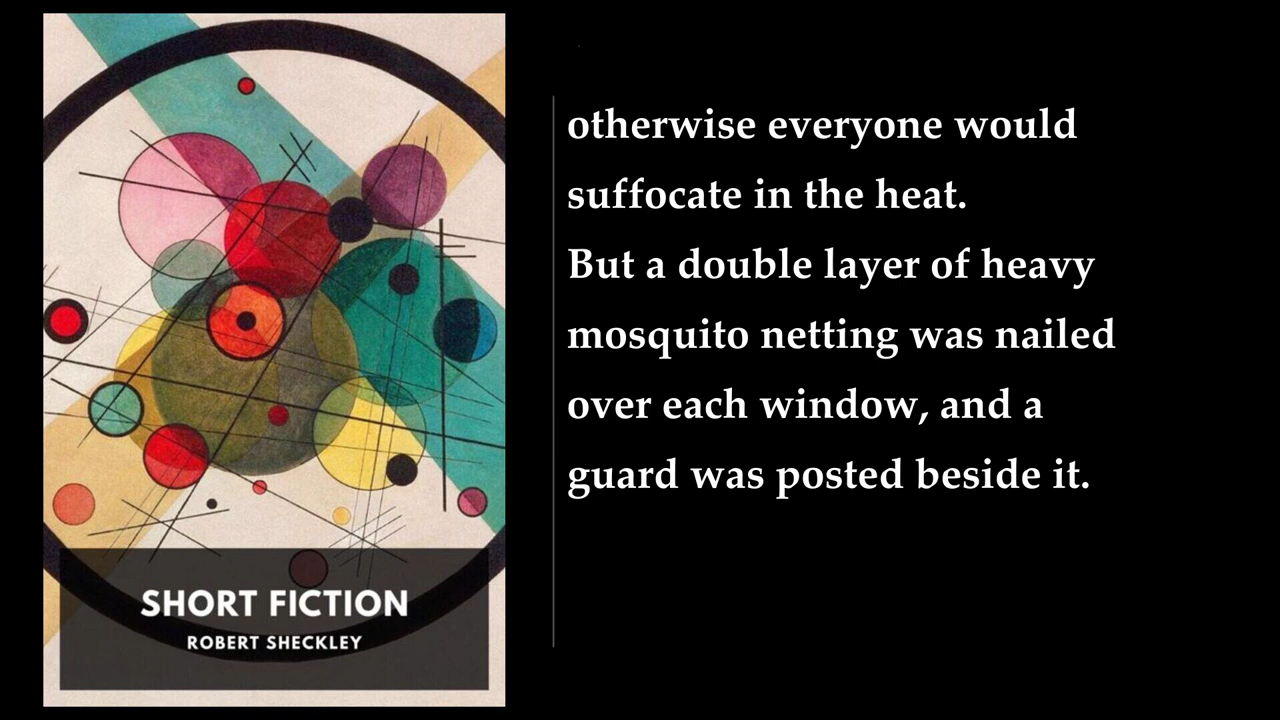 SHORT FICTION
ROBERT SHECKLEY
otherwise everyone would
suffocate in the heat.
But a double layer of heavy
mosquito netting was nailed
over each window, and a
guard was posted beside it.